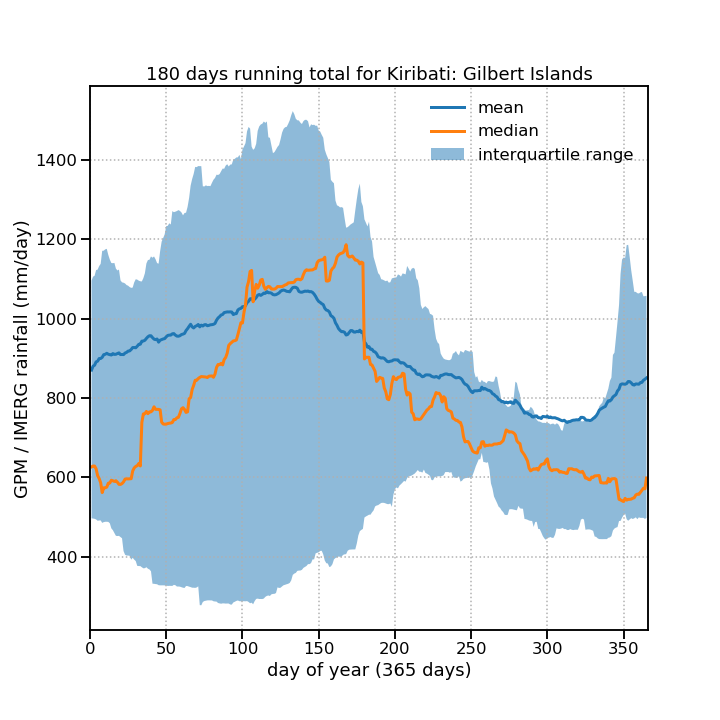 180 days running total for Kiribati: Gilbert Islands
mean
median
interquartile range
GPM / IMERG rainfall (mm/day)
1400
1200
1000
800
600
400
0 50 100 150 200 250 300 350
day of year (365 days)